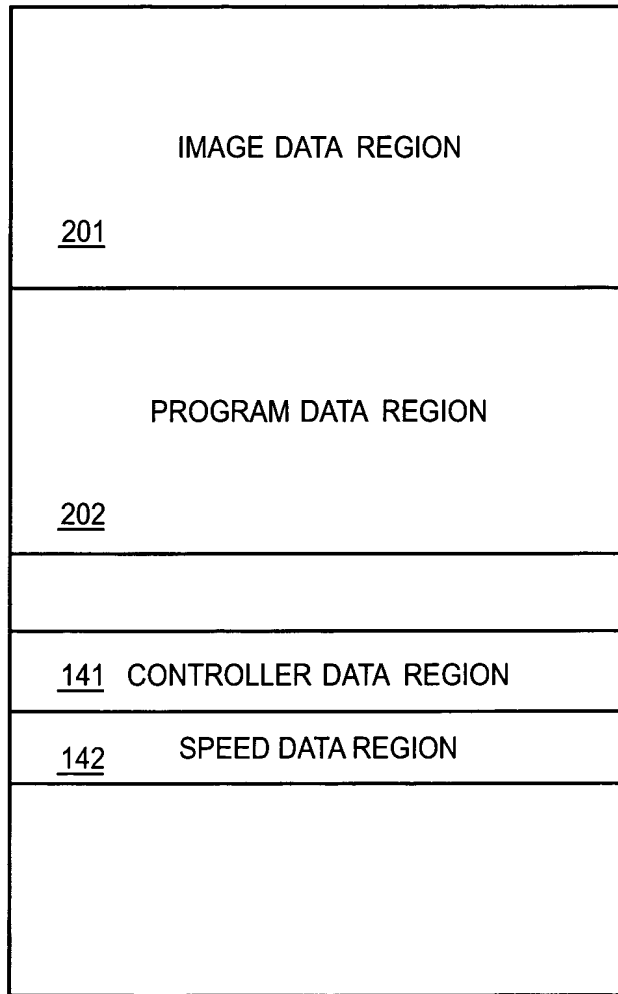 IMAGE DATA REGION
201
PROGRAM DATA REGION
202
141 CONTROLLER DATA REGION
142 SPEED DATA REGION